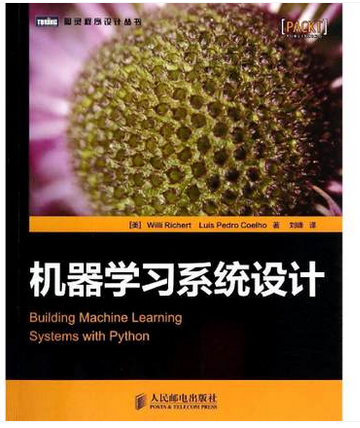 TURING 图灵程序设计丛书
[PACKT]
PUBLISHING
[美] Willi Richert Luis Pedro Coelho 著 刘峰 译
机器学习系统设计
Building Machine Learning
Systems with Python
人民邮电出版社
POSTS & TELECOM PRESS